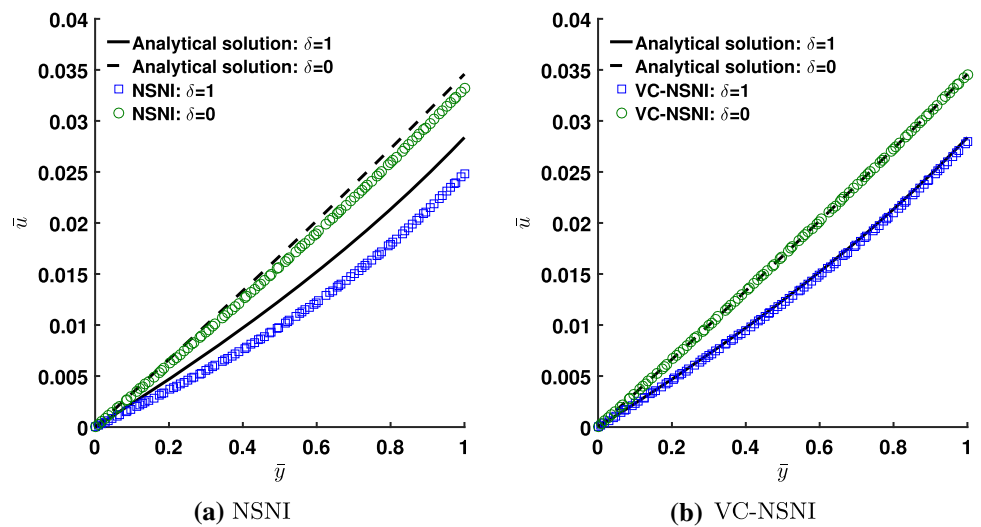 0.04
0.035
0.03
0.025
0.02
0.015
0.01
0.005
0
0 0.2 0.4 0.6 0.8 1
ū
ȳ
Analytical solution: δ=1
Analytical solution: δ=0
NSNI: δ=1
NSNI: δ=0
(a) NSNI
0.04
0.035
0.03
0.025
0.02
0.015
0.01
0.005
0
0 0.2 0.4 0.6 0.8 1
ū
ȳ
Analytical solution: δ=1
Analytical solution: δ=0
VC-NSNI: δ=1
VC-NSNI: δ=0
(b) VC-NSNI